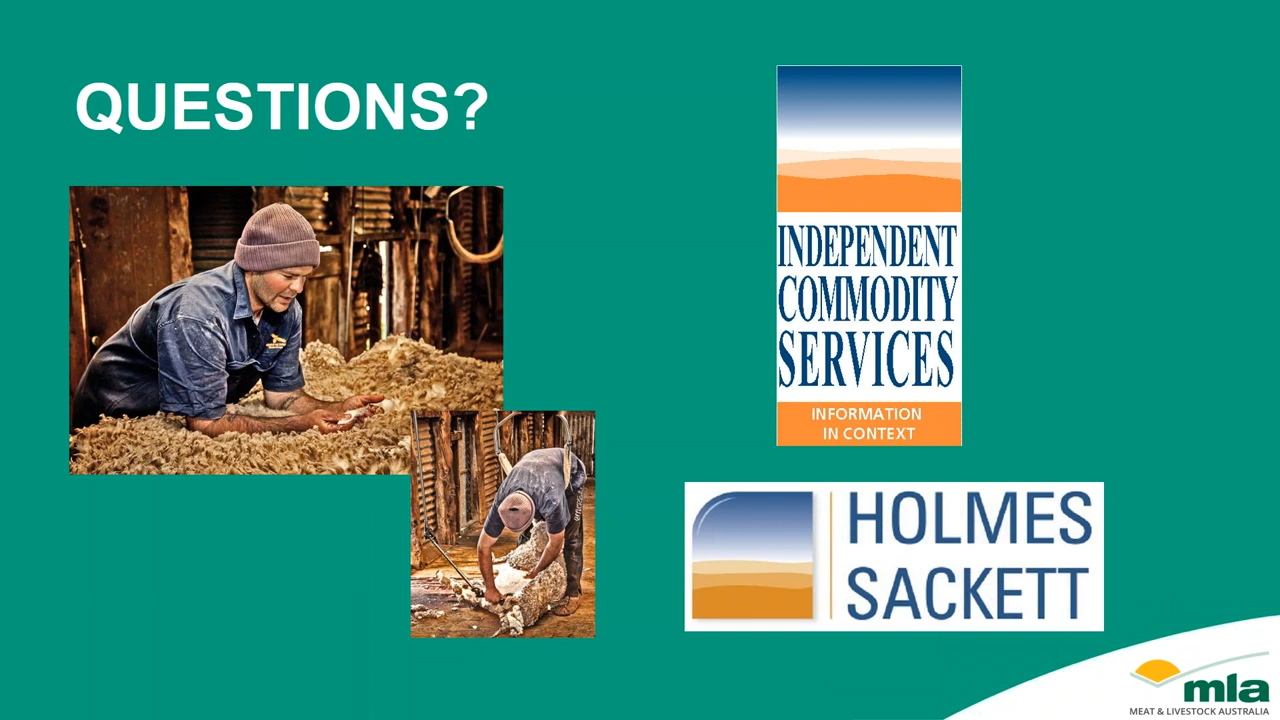 QUESTIONS?
INDEPENDENT
COMMODITY
SERVICES
INFORMATION
IN CONTEXT
HOLMES
SACKETT
mla
MEAT & LIVESTOCK AUSTRALIA